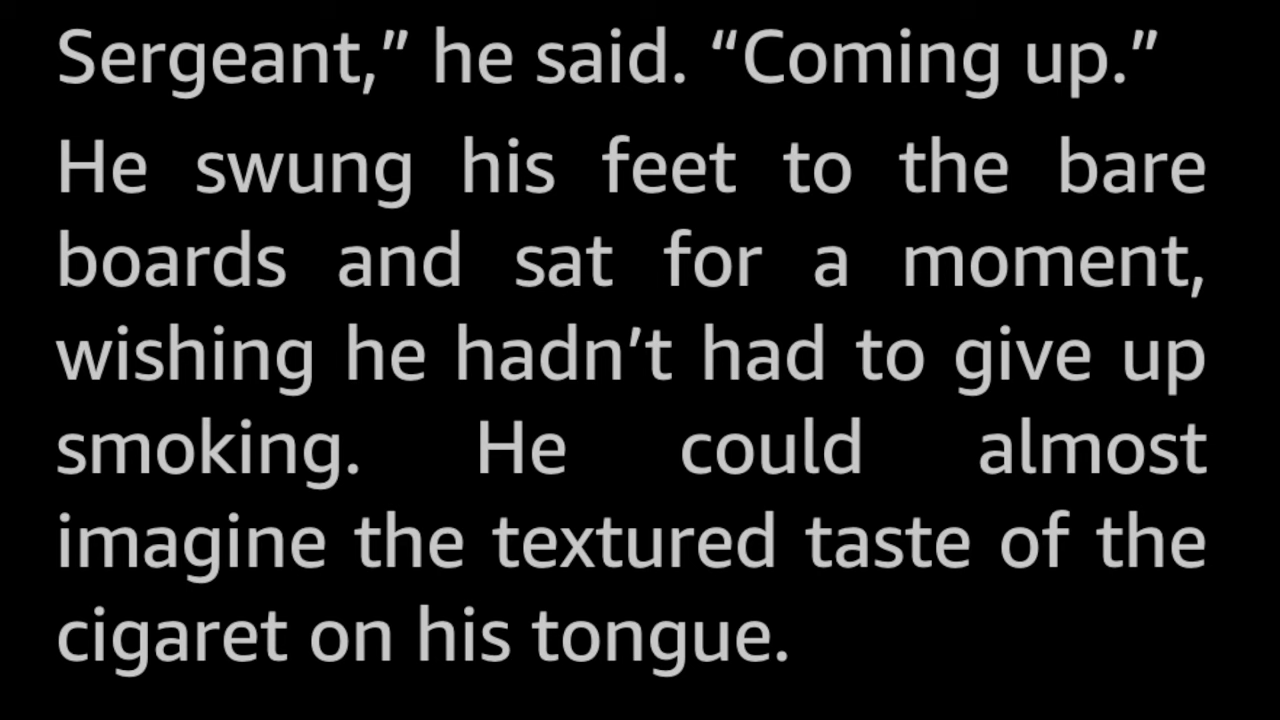 Sergeant,” he said. “Coming up.”
He swung his feet to the bare
boards and sat for a moment,
wishing he hadn’t had to give up
smoking. He could almost
imagine the textured taste of the
cigaret on his tongue.